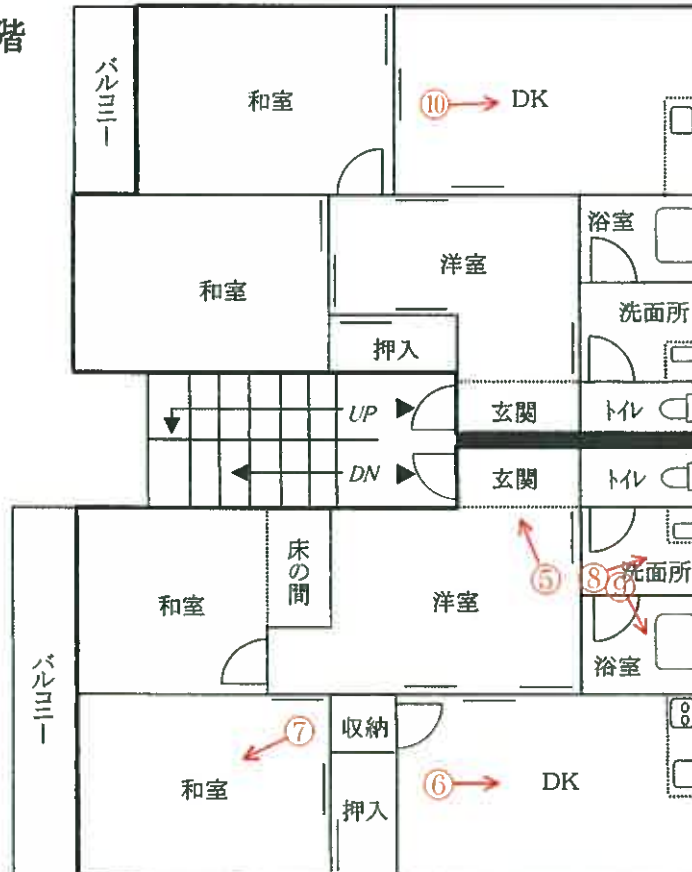 階
バルコニー
和室
⑩
DK
浴室
和室
洋室
洗面所
押入
UP
玄関
トイレ
DN
玄関
トイレ
床の間
⑤
⑧
洗面所
⑨
和室
洋室
浴室
バルコニー
⑦
収納
和室
⑥
DK
押入